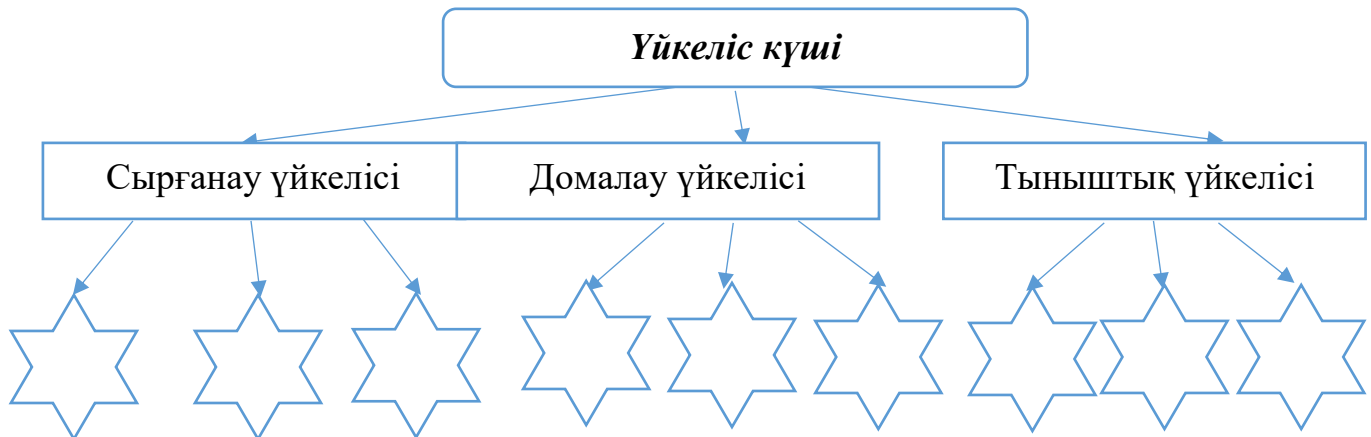 Үйкеліс күші
Сырғанау үйкелісі
Домалау үйкелісі
Тыныштық үйкелісі